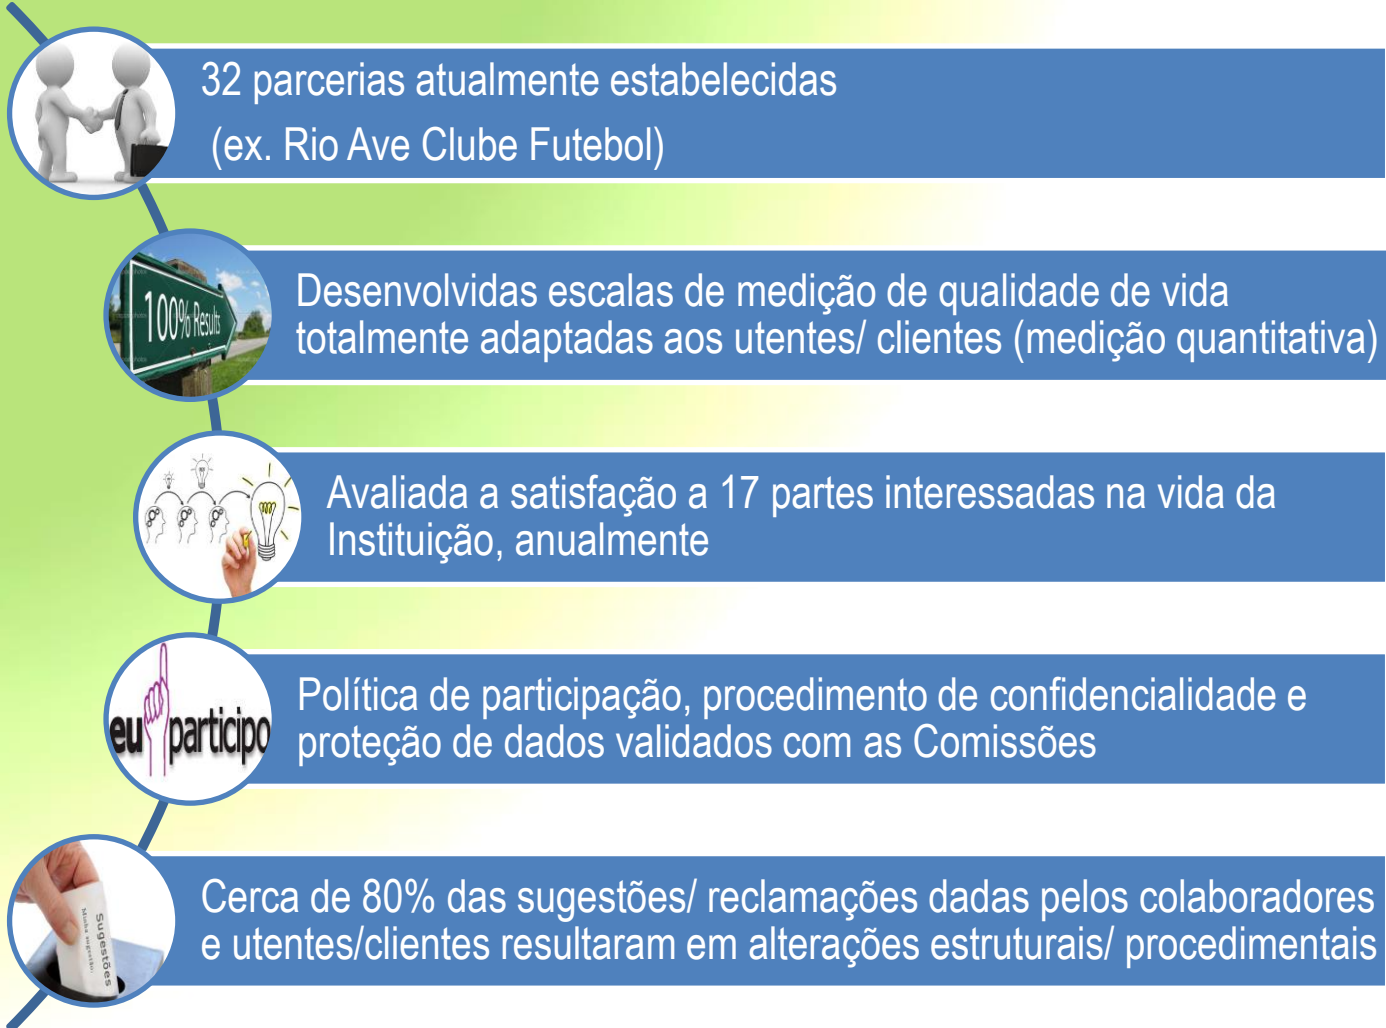 32 parcerias atualmente estabelecidas
(ex. Rio Ave Clube Futebol)
100% Results
Desenvolvidas escalas de medição de qualidade de vida
totalmente adaptadas aos utentes/ clientes (medição quantitativa)
Avaliada a satisfação a 17 partes interessadas na vida da
Instituição, anualmente
eu participo
Política de participação, procedimento de confidencialidade e
proteção de dados validados com as Comissões
Sugestões
Minha sugestão:
Cerca de 80% das sugestões/ reclamações dadas pelos colaboradores
e utentes/clientes resultaram em alterações estruturais/ procedimentais